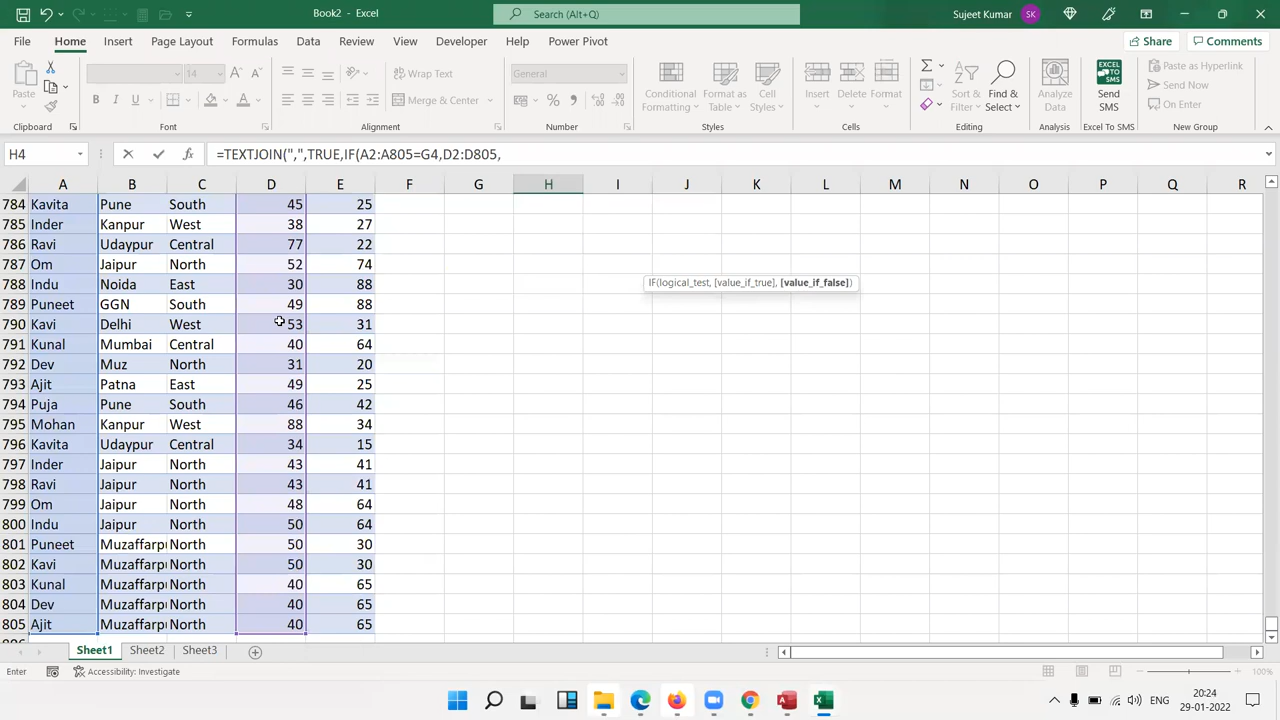 Book2 - Excel
Search (Alt+Q)
Sujeet Kumar
SK
File Home Insert Page Layout Formulas Data Review View Developer Help Power Pivot
Share
Comments
Paste
Clipboard
14
B I U
Font
Wrap Text
Merge & Center
Alignment
General
Number
Conditional Formatting
Format as Table
Cell Styles
Styles
Insert
Delete
Format
Cells
Sort & Filter
Find & Select
Editing
Analyze Data
Analysis
Send SMS
Excel To SMS
Paste as Hyperlink
Send Now
On Enter
New Group
H4
=TEXTJOIN(",",TRUE,IF(A2:A805=G4,D2:D805,
A B C D E F G H I J K L M N O P Q R
784 Kavita Pune South 45 25
785 Inder Kanpur West 38 27
786 Ravi Udaypur Central 77 22
787 Om Jaipur North 52 74
788 Indu Noida East 30 88
789 Puneet GGN South 49 88
790 Kavi Delhi West 53 31
791 Kunal Mumbai Central 40 64
792 Dev Muz North 31 20
793 Ajit Patna East 49 25
794 Puja Pune South 46 42
795 Mohan Kanpur West 88 34
796 Kavita Udaypur Central 34 15
797 Inder Jaipur North 43 41
798 Ravi Jaipur North 43 41
799 Om Jaipur North 48 64
800 Indu Jaipur North 50 64
801 Puneet Muzaffarpu North 50 30
802 Kavi Muzaffarpu North 50 30
803 Kunal Muzaffarpu North 40 65
804 Dev Muzaffarpu North 40 65
805 Ajit Muzaffarpu North 40 65
IF(logical_test, [value_if_true], [value_if_false])
Sheet1 Sheet2 Sheet3
Enter
Accessibility: Investigate
100%
ENG
20:24
29-01-2022